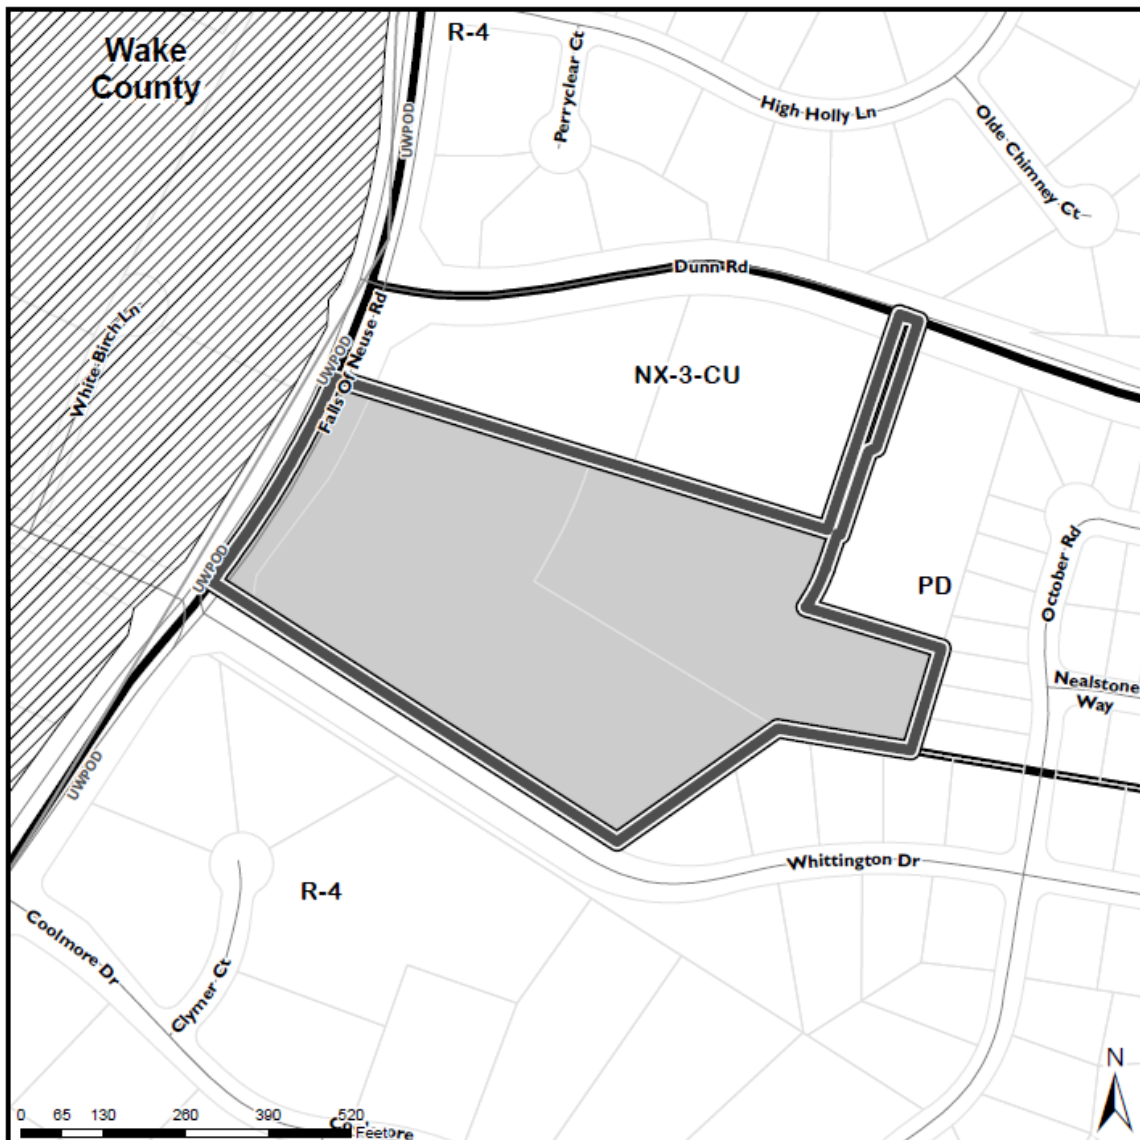 Wake
County
R-4
Perryclear Ct
High Holly Ln
Olde Chimney Ct
UWPOD
Dunn Rd
White Birch Ln
Falls Of Neuse Rd
UWPOD
NX-3-CU
October Rd
UWPOD
PD
Nealstone
Way
UWPOD
Whittington Dr
R-4
Coolmore Dr
Clymer Ct
N
0 65 130 260 390 520
Feet